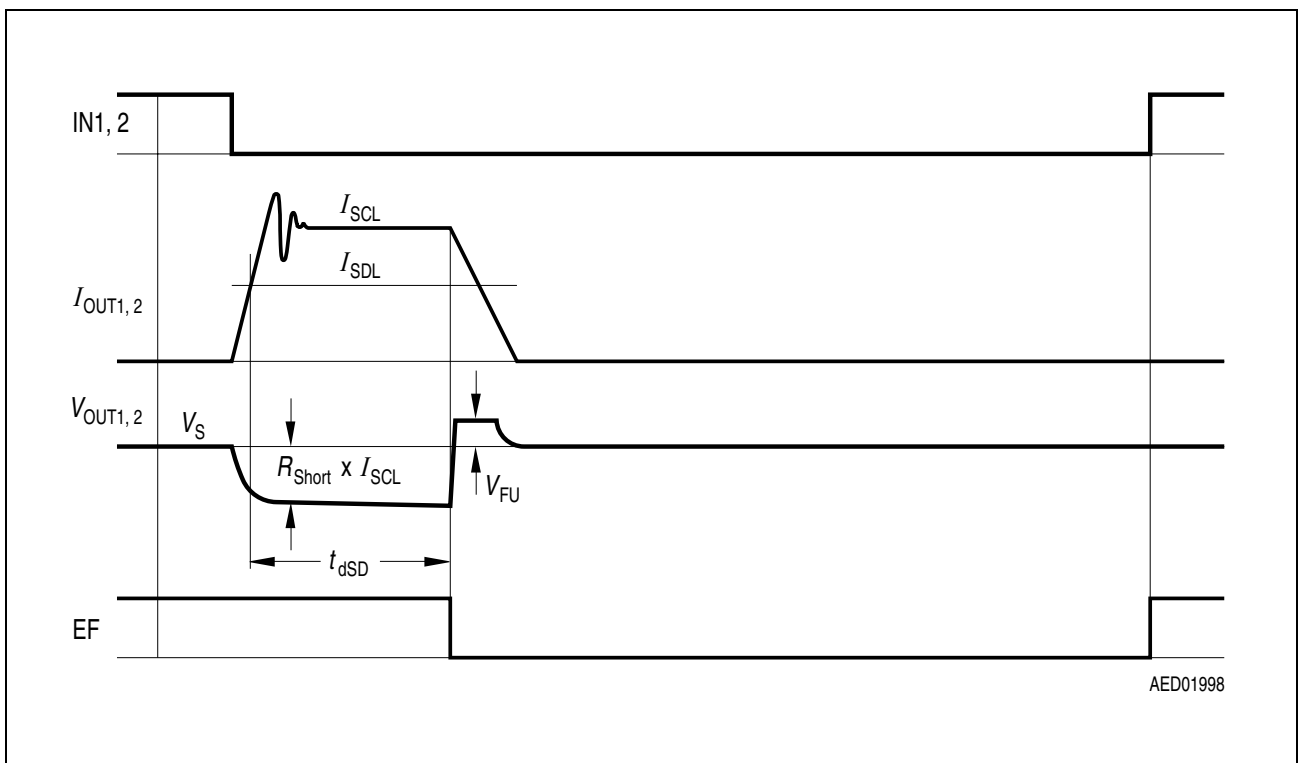 IN1, 2
I_SCL
I_SDL
I_OUT1, 2
V_OUT1, 2
V_S
R_Short x I_SCL
V_FU
t_dSD
EF
AED01998